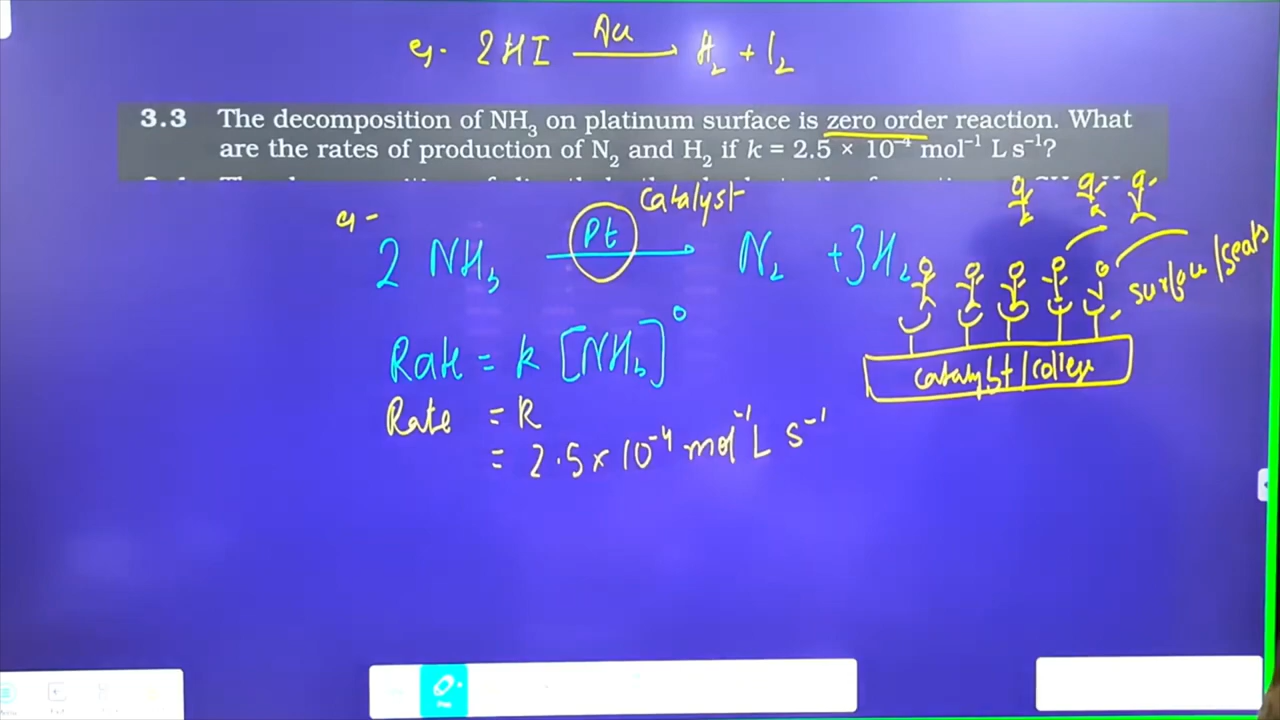 eg. 2HI Au H₂ + I₂
3.3 The decomposition of NH₃ on platinum surface is zero order reaction. What
are the rates of production of N₂ and H₂ if k = 2.5 × 10⁻⁴ mol⁻¹ L s⁻¹?
catalyst
eg -
2 NH₃ Pt N₂ + 3H₂
surface/seats
Rate = k [NH₃]⁰
catalyst/college
Rate = k
= 2.5 × 10⁻⁴ mol⁻¹ L s⁻¹